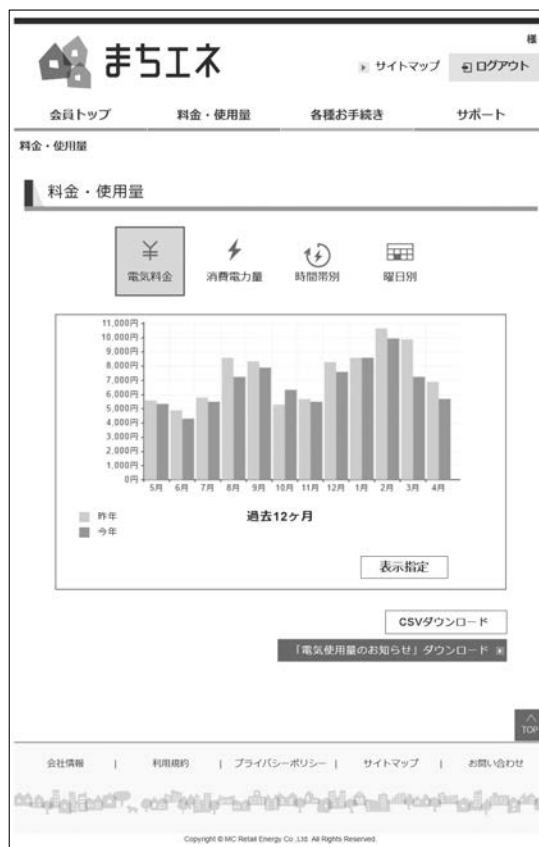 様
まちエネ
サイトマップ
ログアウト
会員トップ 料金・使用量 各種お手続き サポート
料金・使用量
料金・使用量
電気料金 消費電力量 時間帯別 曜日別
11,000円
10,000円
9,000円
8,000円
7,000円
6,000円
5,000円
4,000円
3,000円
2,000円
1,000円
0円
5月 6月 7月 8月 9月 10月 11月 12月 1月 2月 3月 4月
昨年
今年
過去12ヶ月
表示指定
CSVダウンロード
「電気使用量のお知らせ」ダウンロード
TOP
会社情報 | 利用規約 | プライバシーポリシー | サイトマップ | お問い合わせ
Copyright © MC Retail Energy Co.,Ltd. All Rights Reserved.